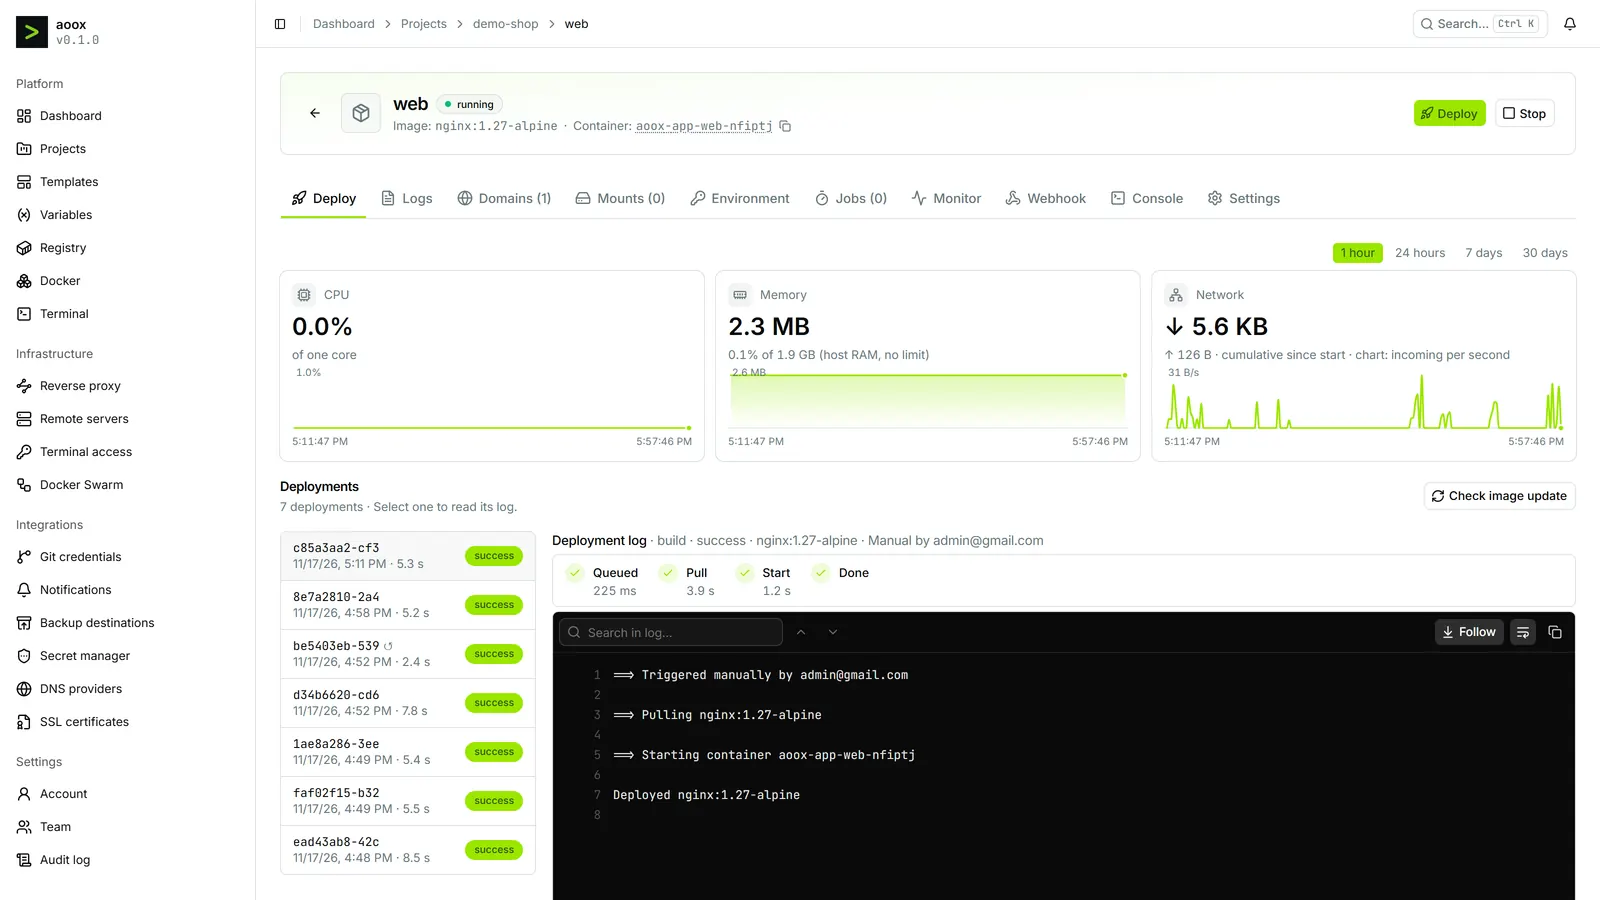 aoox
v0.1.0
Platform
Dashboard
Projects
Templates
Variables
Registry
Docker
Terminal
Infrastructure
Reverse proxy
Remote servers
Terminal access
Docker Swarm
Integrations
Git credentials
Notifications
Backup destinations
Secret manager
DNS providers
SSL certificates
Settings
Account
Team
Audit log
Dashboard > Projects > demo-shop > web
Search... Ctrl K
web running
Image: nginx:1.27-alpine · Container: aoox-app-web-nfiptj
Deploy Stop
Deploy Logs Domains (1) Mounts (0) Environment Jobs (0) Monitor Webhook Console Settings
1 hour 24 hours 7 days 30 days
CPU
0.0%
of one core
1.0%
5:11:47 PM 5:57:46 PM
Memory
2.3 MB
0.1% of 1.9 GB (host RAM, no limit)
2.6 MB
5:11:47 PM 5:57:46 PM
Network
↓ 5.6 KB
↑ 126 B · cumulative since start · chart: incoming per second
31 B/s
5:11:47 PM 5:57:46 PM
Deployments
7 deployments · Select one to read its log.
Check image update
c85a3aa2-cf3
11/17/26, 5:11 PM · 5.3 s
success
8e7a2810-2a4
11/17/26, 4:58 PM · 5.2 s
success
be5403eb-539
11/17/26, 4:52 PM · 2.4 s
success
d34b6620-cd6
11/17/26, 4:52 PM · 7.8 s
success
1ae8a286-3ee
11/17/26, 4:49 PM · 5.4 s
success
faf02f15-b32
11/17/26, 4:49 PM · 5.5 s
success
ead43ab8-42c
11/17/26, 4:48 PM · 8.5 s
success
Deployment log · build · success · nginx:1.27-alpine · Manual by admin@gmail.com
Queued Pull Start Done
225 ms 3.9 s 1.2 s
Search in log...
Follow
1 ==> Triggered manually by admin@gmail.com
2
3 ==> Pulling nginx:1.27-alpine
4
5 ==> Starting container aoox-app-web-nfiptj
6
7 Deployed nginx:1.27-alpine
8